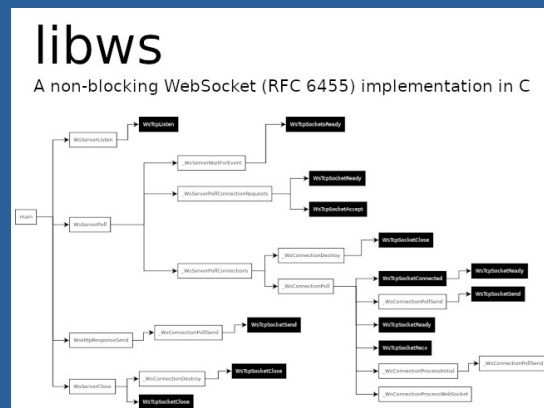 libws
A non-blocking WebSocket (RFC 6455) implementation in C
WsTcpListen
WsTcpSocketsReady
WsServerListen
_WsServerWaitForEvent
WsTcpSocketReady
_WsServerPollConnectionRequests
WsTcpSocketAccept
main
WsServerPoll
WsTcpSocketClose
_WsConnectionDestroy
_WsServerPollConnections
WsTcpSocketConnected
WsTcpSocketReady
_WsConnectionPoll
_WsConnectionPollSend
WsTcpSocketSend
WsTcpSocketReady
WsTcpSocketSend
_WsConnectionPollSend
WsHttpResponseSend
WsTcpSocketRecv
_WsConnectionProcessInitial
_WsConnectionPollSend
WsTcpSocketClose
_WsConnectionDestroy
WsServerClose
_WsConnectionProcessWebSocket
WsTcpSocketClose